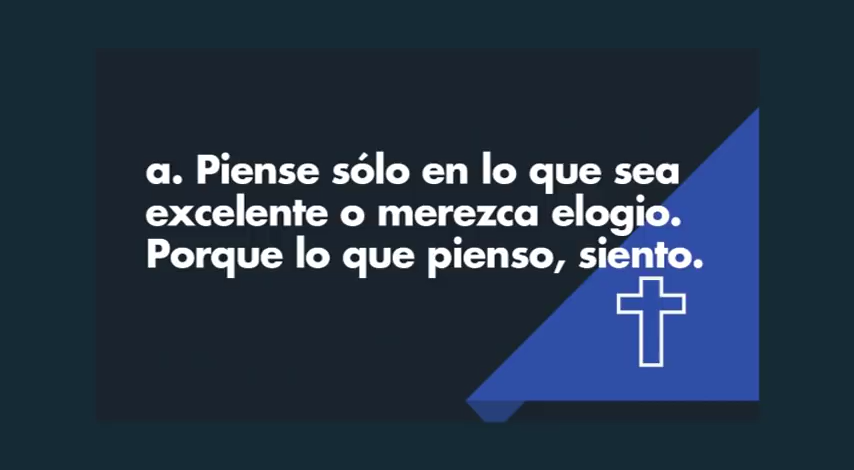 a. Piense sólo en lo que sea
excelente o merezca elogio.
Porque lo que pienso, siento.